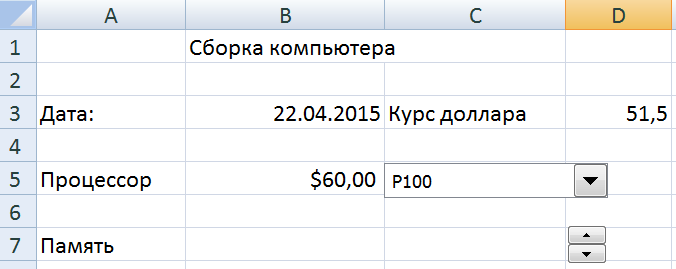 A B C D
1 Сборка компьютера
2
3 Дата: 22.04.2015 Курс доллара 51,5
4
5 Процессор $60,00 P100
6
7 Память